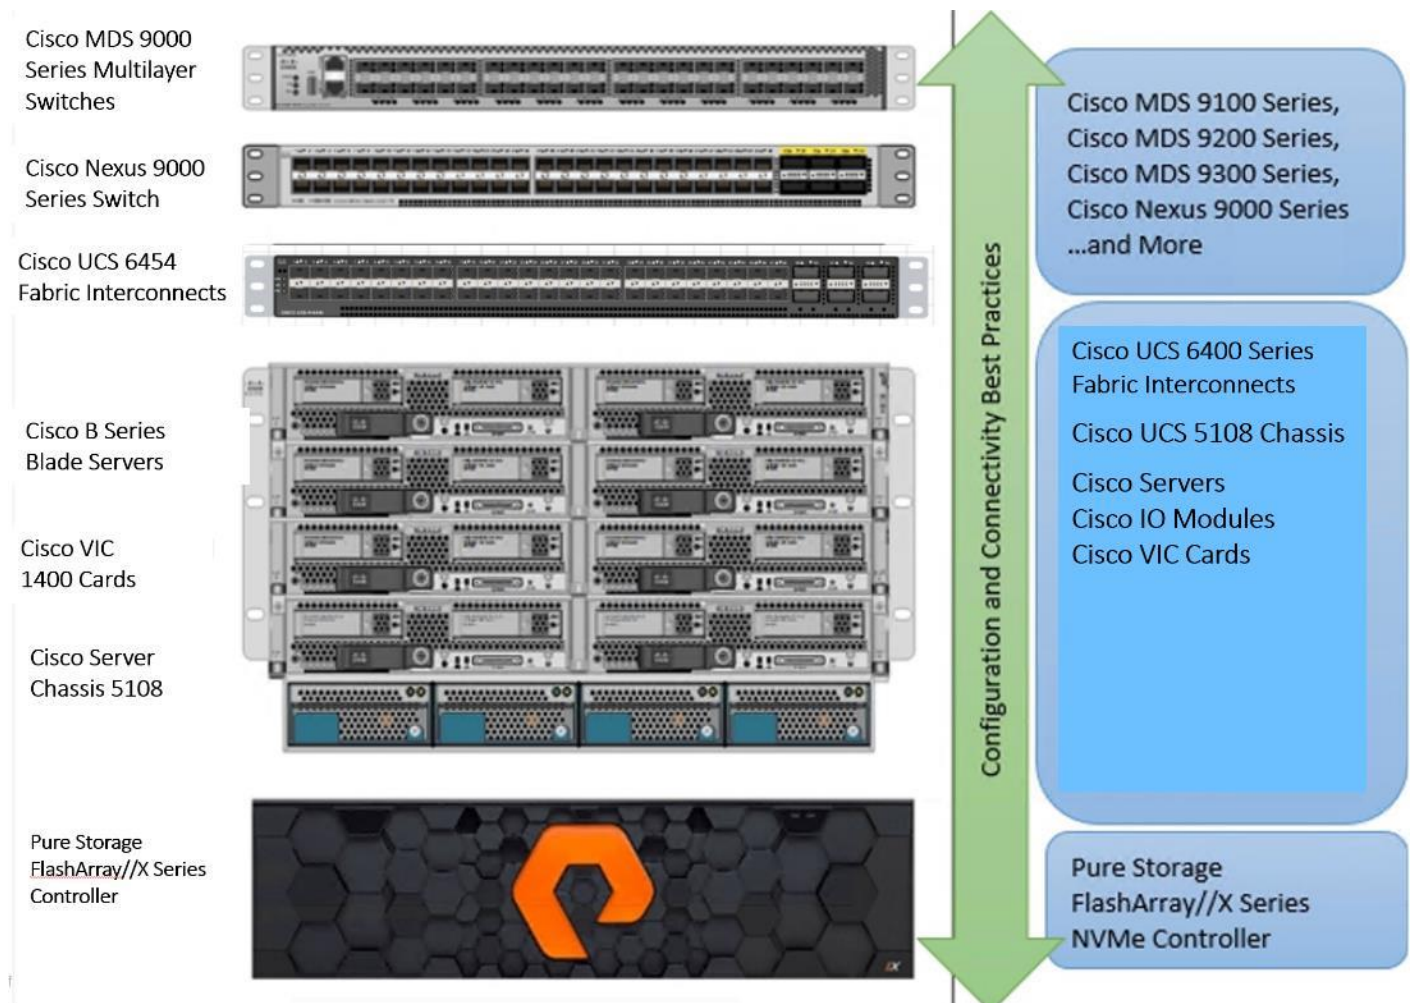 Cisco MDS 9000
Series Multilayer
Switches
Cisco Nexus 9000
Series Switch
Cisco UCS 6454
Fabric Interconnects
Cisco B Series
Blade Servers
Cisco VIC
1400 Cards
Cisco Server
Chassis 5108
Pure Storage
FlashArray//X Series
Controller
//X
Configuration and Connectivity Best Practices
Cisco MDS 9100 Series,
Cisco MDS 9200 Series,
Cisco MDS 9300 Series,
Cisco Nexus 9000 Series
...and More
Cisco UCS 6400 Series
Fabric Interconnects
Cisco UCS 5108 Chassis
Cisco Servers
Cisco IO Modules
Cisco VIC Cards
Pure Storage
FlashArray//X Series
NVMe Controller